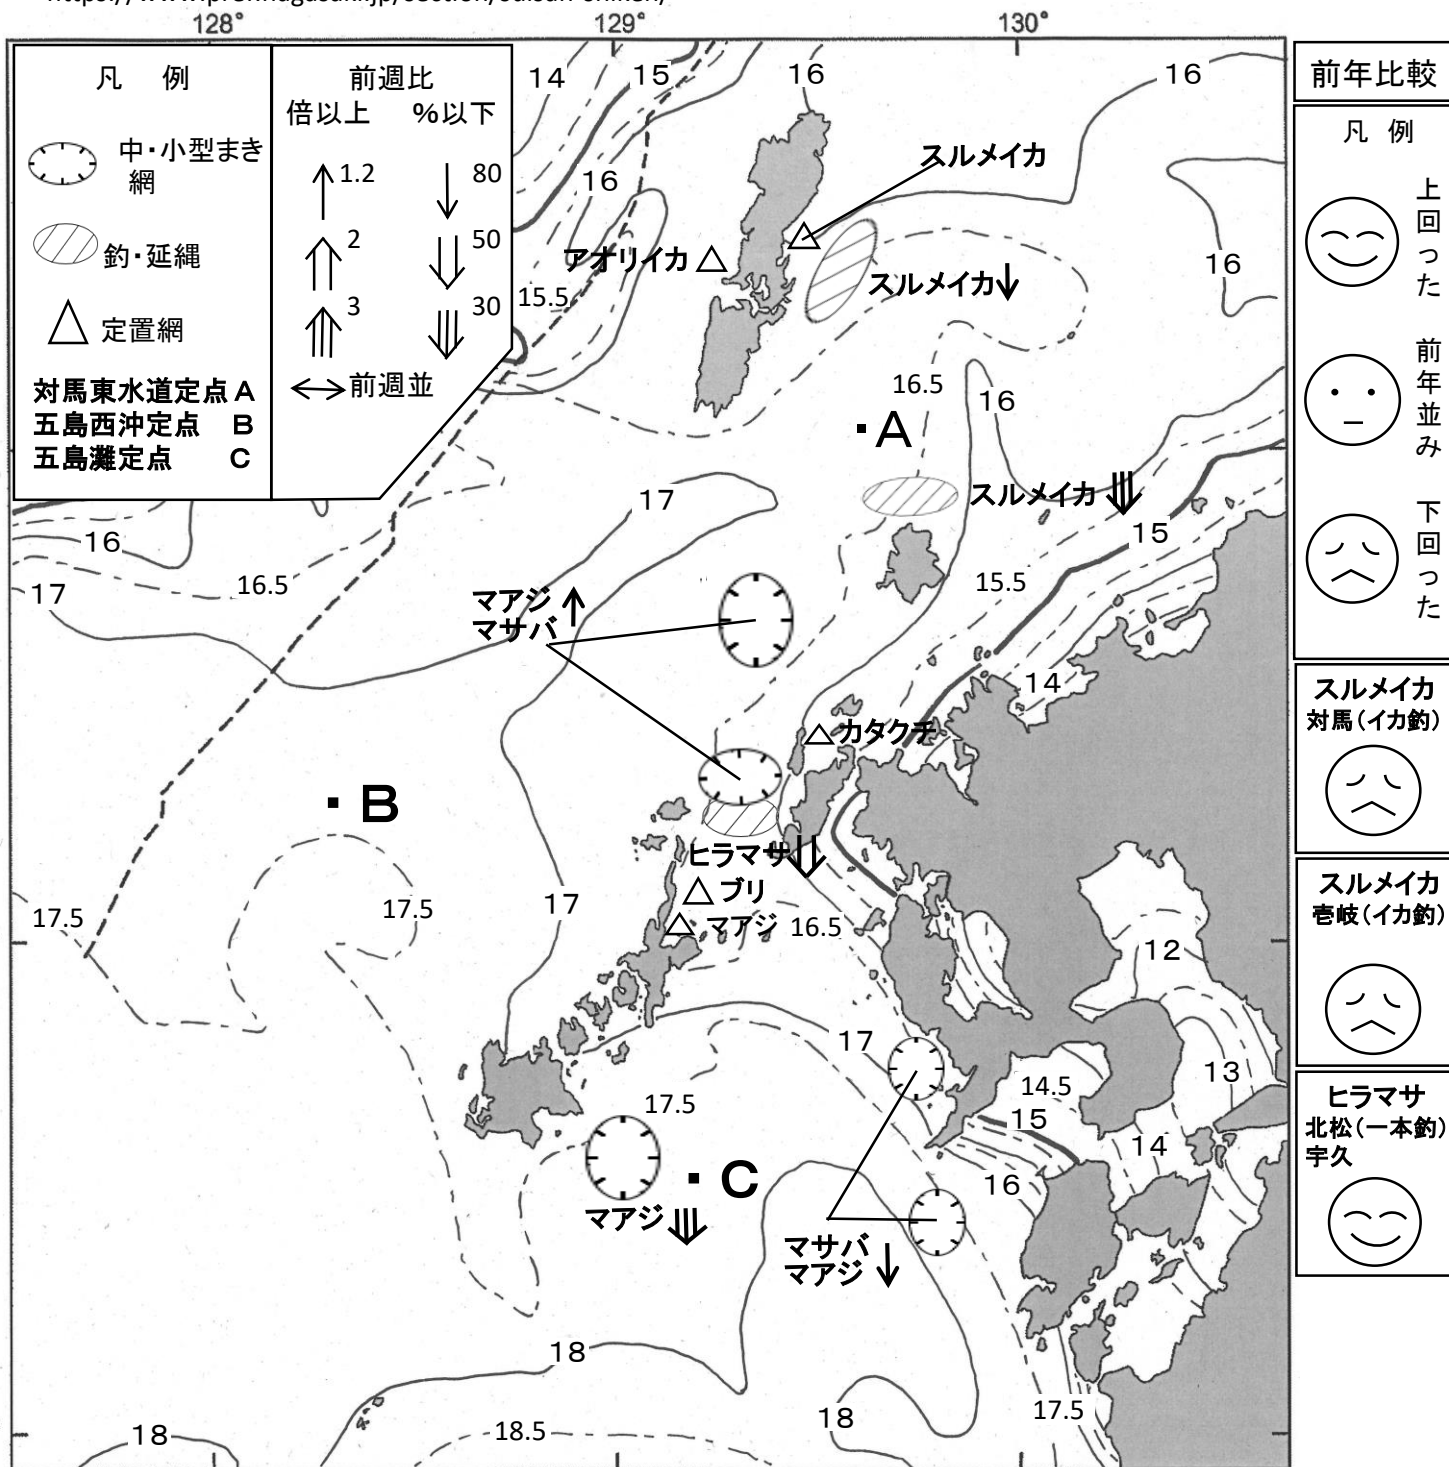 128°
129°
130°
凡 例
中・小型まき
網
釣・延縄
定置網
対馬東水道定点 A
五島西沖定点 B
五島灘定点 C
前週比
倍以上 %以下
1.2 80
2 50
3 30
前週並
14
15
16
16
16
スルメイカ
アオリイカ
スルメイカ
16
15.5
16.5
16
・A
スルメイカ
17
15
16
16.5
15.5
17
マアジ
マサバ
14
カタクチ
・B
ヒラマサ
ブリ
マアジ
16.5
17
17.5
17.5
12
17
13
14.5
15
17.5
14
16
・C
マアジ
マサバ
マアジ
18
18
17.5
18
18.5
前年比較
凡 例
上回った
前年並み
下回った
スルメイカ
対馬(イカ釣)
スルメイカ
壱岐(イカ釣)
ヒラマサ
北松(一本釣)
宇久